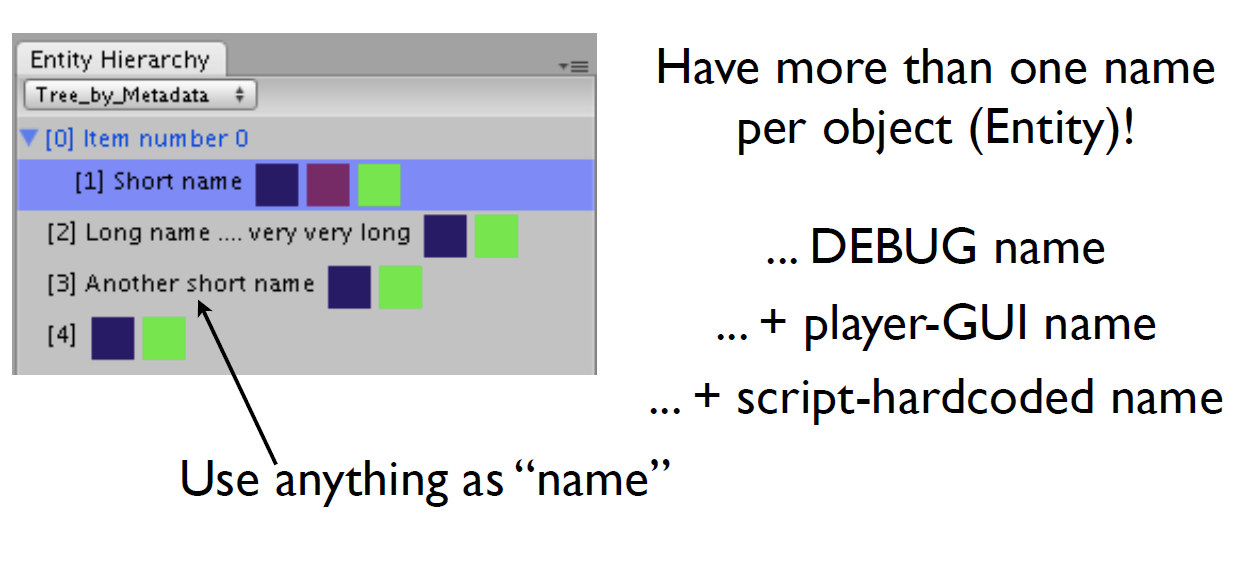 Entity Hierarchy
Tree_by_Metadata
[0] Item number 0
[1] Short name
[2] Long name .... very very long
[3] Another short name
[4]
Use anything as “name”
Have more than one name
per object (Entity)!
... DEBUG name
... + player-GUI name
... + script-hardcoded name